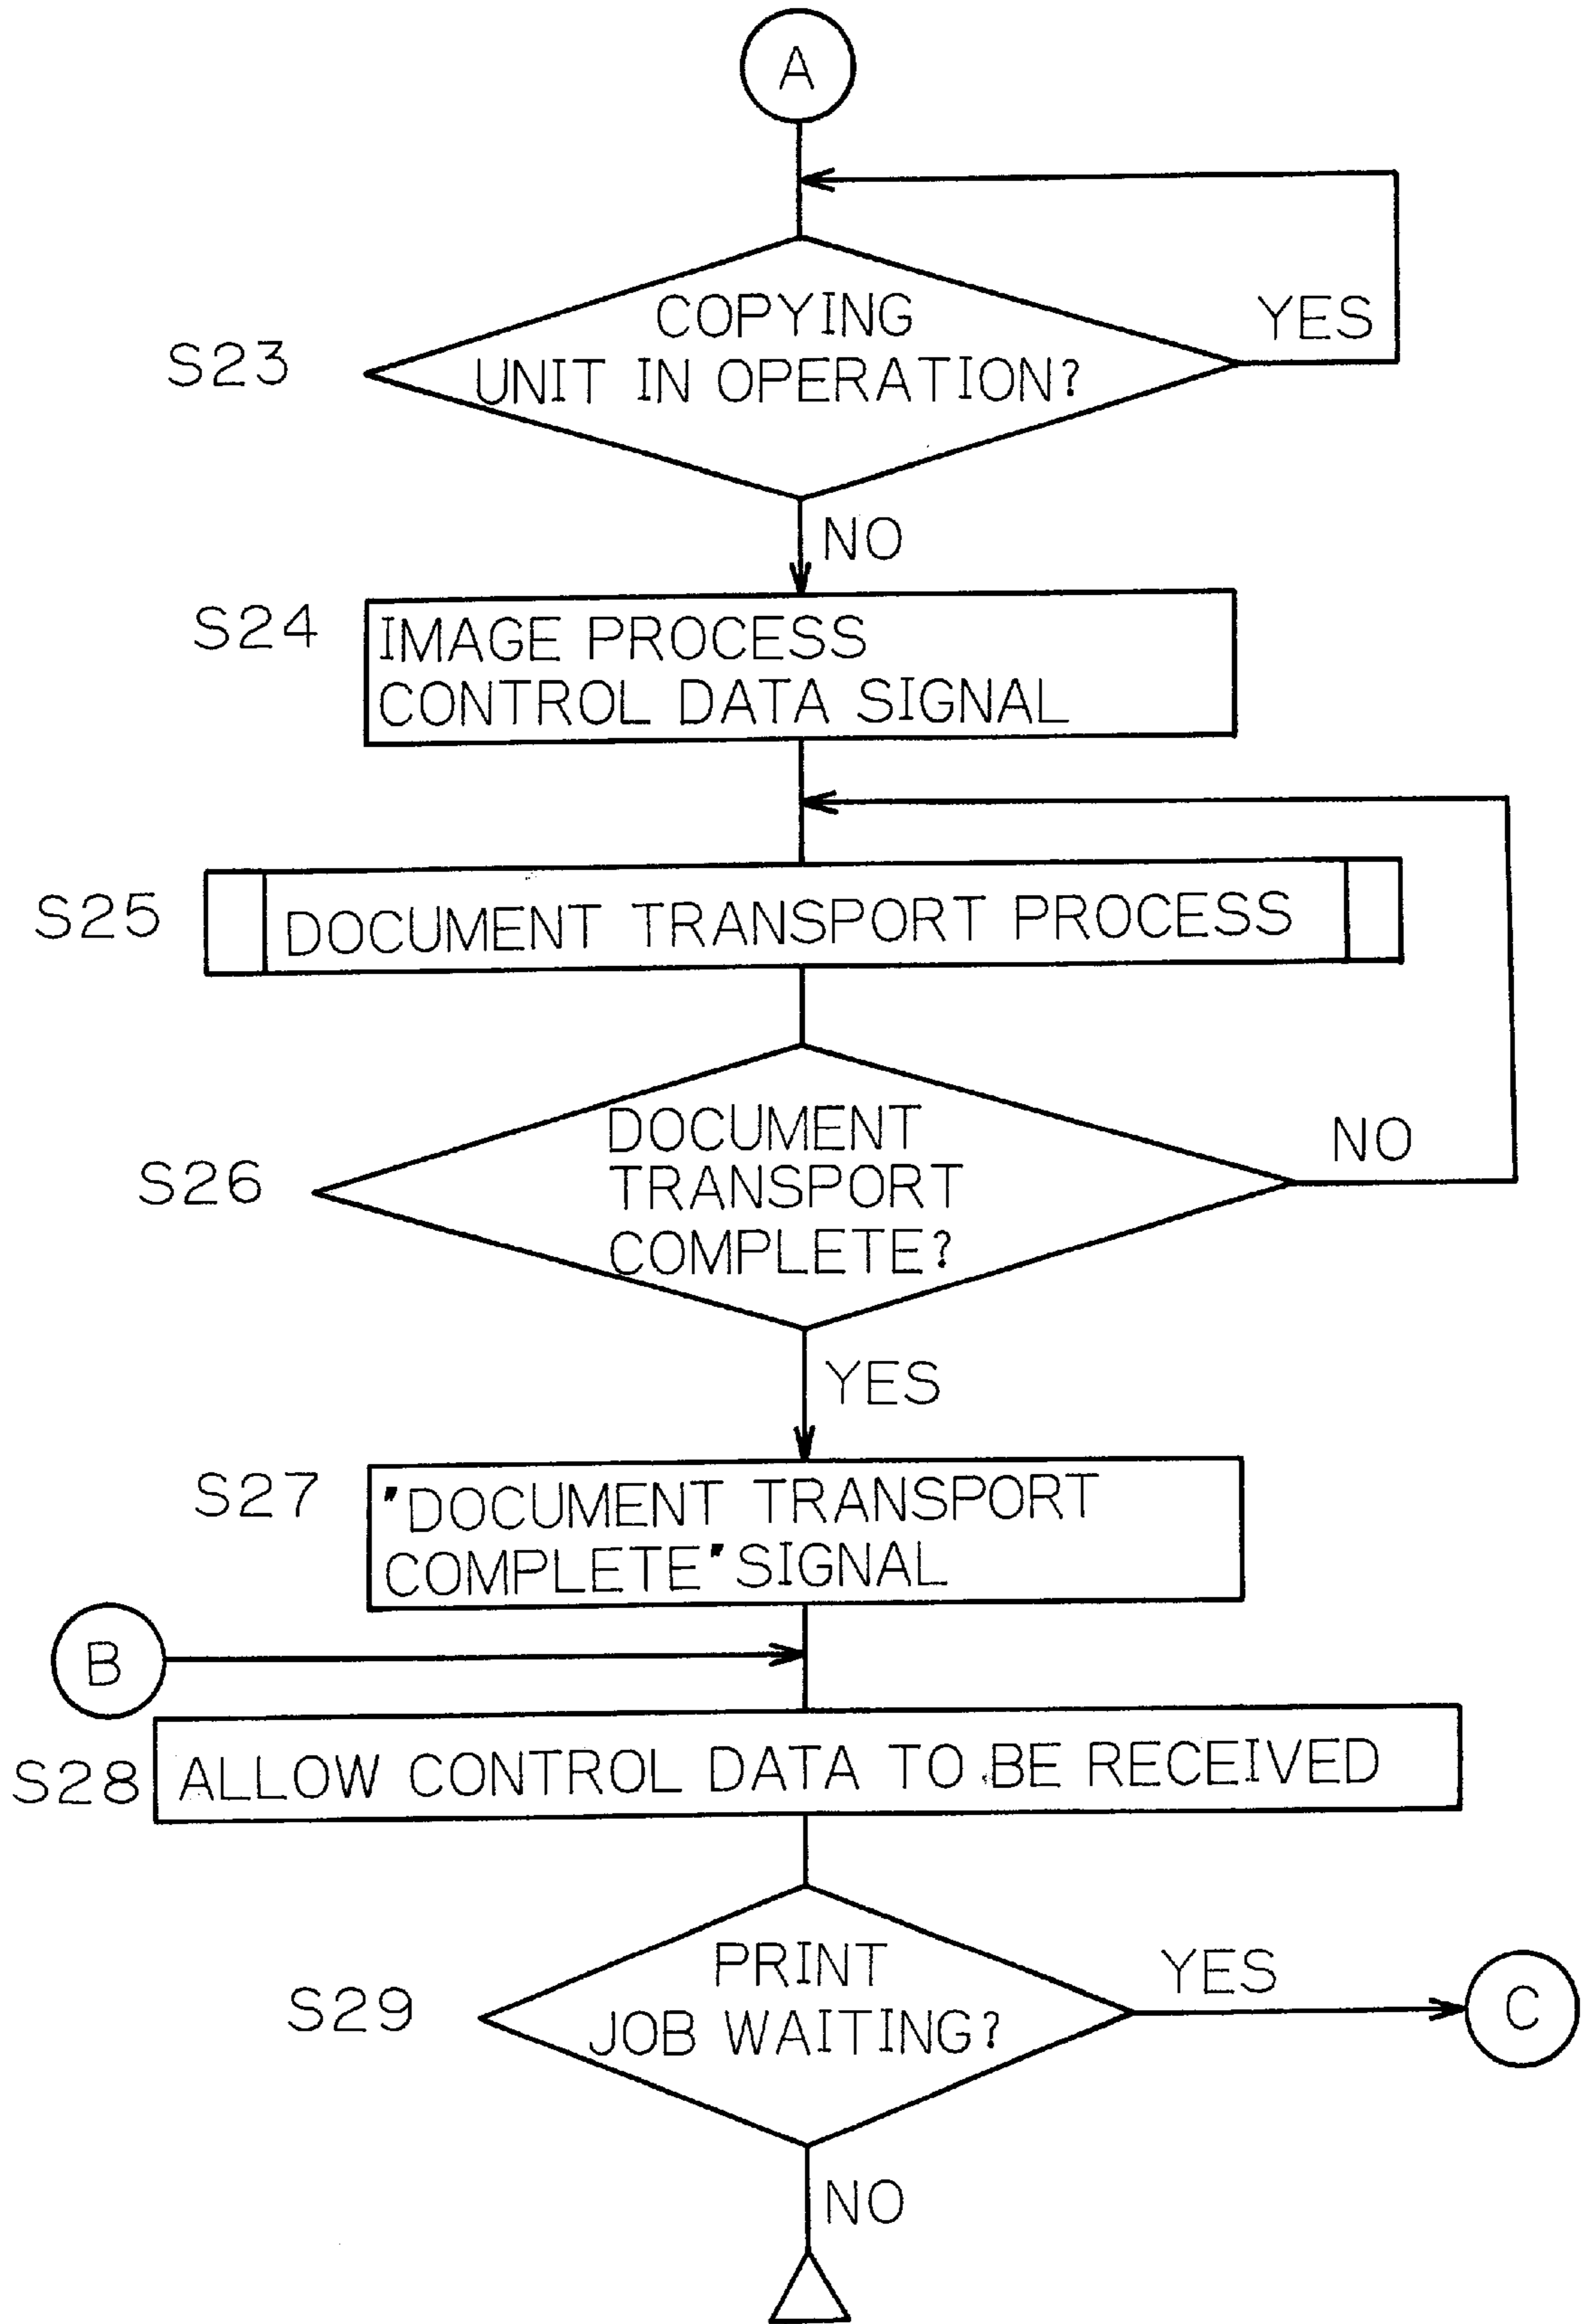 A
S23
COPYING
UNIT IN OPERATION?
YES
NO
S24
IMAGE PROCESS
CONTROL DATA SIGNAL
S25
DOCUMENT TRANSPORT PROCESS
S26
DOCUMENT
TRANSPORT
COMPLETE?
NO
YES
S27
"DOCUMENT TRANSPORT
COMPLETE" SIGNAL
B
S28
ALLOW CONTROL DATA TO BE RECEIVED
S29
PRINT
JOB WAITING?
YES
C
NO